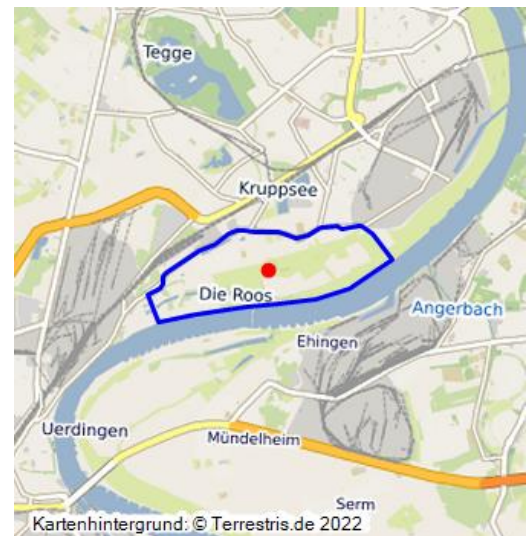 Tegge
Kruppsee
Die Roos
Angerbach
Ehingen
Uerdingen
Mündelheim
Serm
Kartenhintergrund: © Terrestris.de 2022